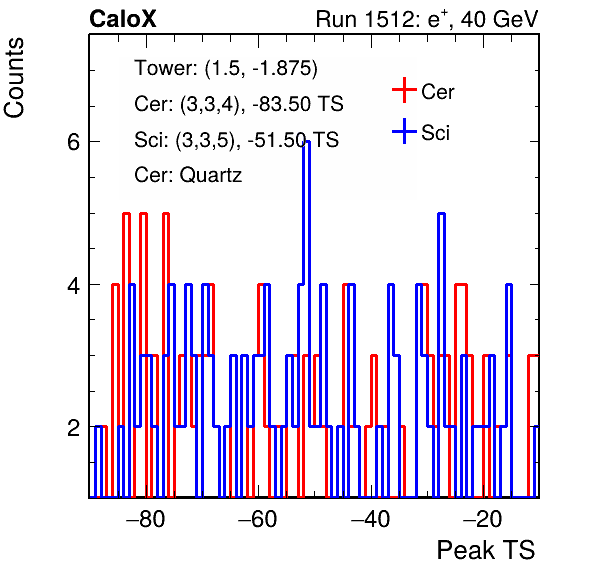 CaloX Run 1512: e+, 40 GeV
Counts
Tower: (1.5, -1.875)
Cer: (3,3,4), -83.50 TS
Sci: (3,3,5), -51.50 TS
Cer: Quartz
Cer
Sci
6
4
2
−80 −60 −40 −20
Peak TS